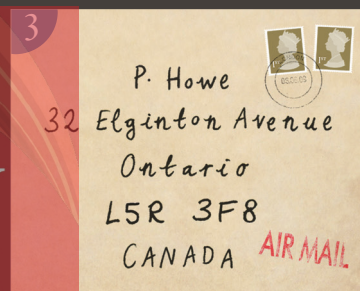 3
P. Howe
32 Elginton Avenue
Ontario
L5R 3F8
CANADA
AIR MAIL